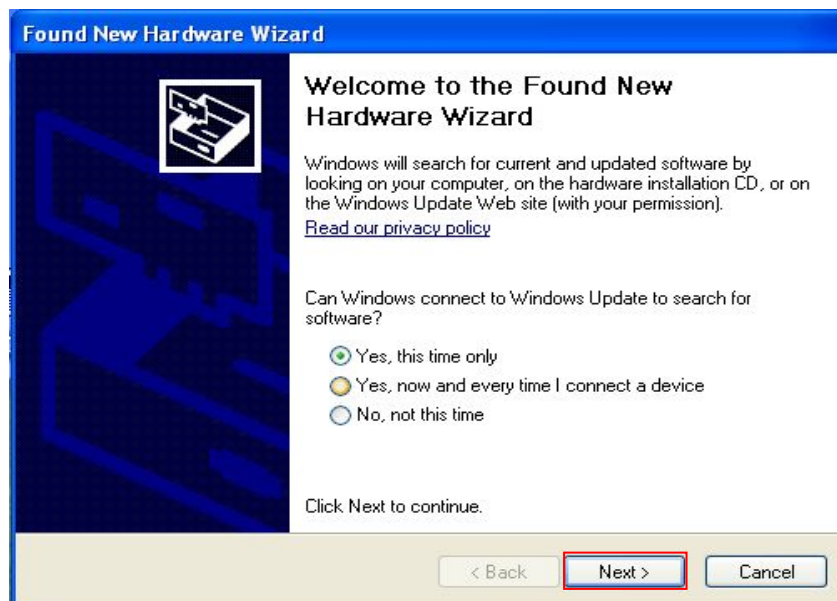 Found New Hardware Wizard
Welcome to the Found New
Hardware Wizard
Windows will search for current and updated software by
looking on your computer, on the hardware installation CD, or on
the Windows Update Web site (with your permission).
Read our privacy policy
Can Windows connect to Windows Update to search for
software?
Yes, this time only
Yes, now and every time I connect a device
No, not this time
Click Next to continue.
< Back Next > Cancel